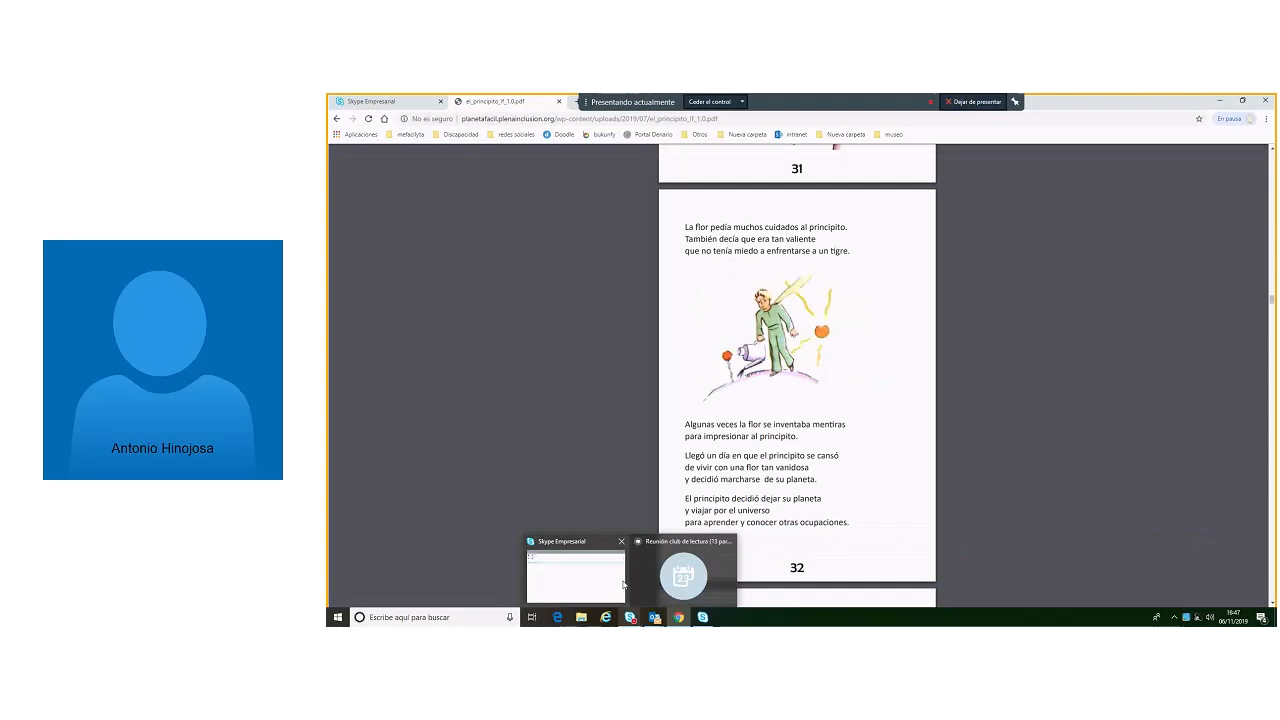 Antonio Hinojosa
Skype Empresarial
el_principito_lf_1.0.pdf
Presentando actualmente
Ceder el control
Dejar de presentar
No es seguro
planetafacil.plenainclusion.org/wp-content/uploads/2019/07/el_principito_lf_1.0.pdf
En pausa
Aplicaciones
mefacilyta
Discapacidad
redes sociales
Doodle
bukunfy
Portal Denario
Otros
Nueva carpeta
intranet
Nueva carpeta
museo
31
La flor pedía muchos cuidados al principito.
También decía que era tan valiente
que no tenía miedo a enfrentarse a un tigre.
Algunas veces la flor se inventaba mentiras
para impresionar al principito.
Llegó un día en que el principito se cansó
de vivir con una flor tan vanidosa
y decidió marcharse de su planeta.
El principito decidió dejar su planeta
y viajar por el universo
para aprender y conocer otras ocupaciones.
32
Skype Empresarial
Reunión club de lectura (13 par...
23
Escribe aquí para buscar
16:47
06/11/2019